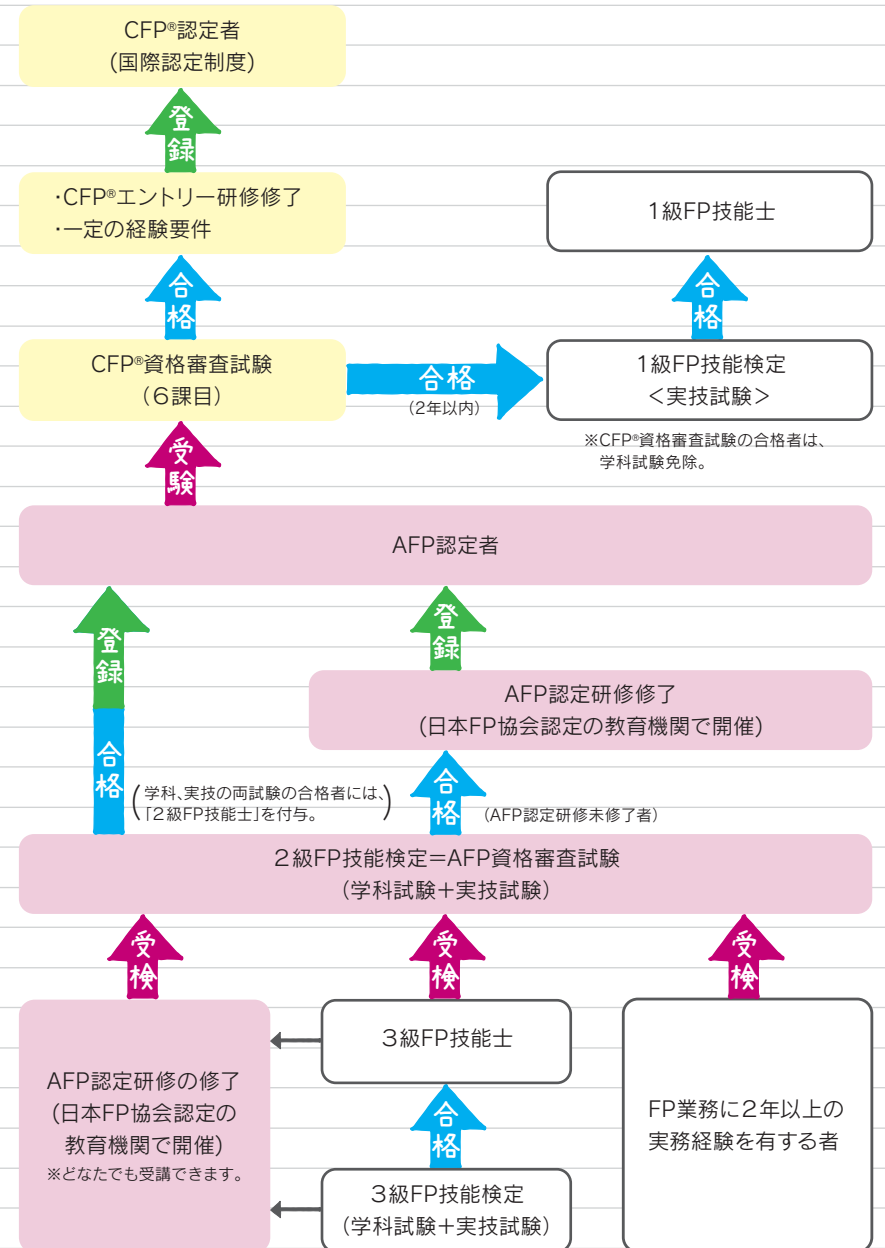 CFP®認定者
(国際認定制度)
登録
・CFP®エントリー研修修了
・一定の経験要件
1級FP技能士
合格
合格
CFP®資格審査試験
（6課目）
合格
（2年以内）
1級FP技能検定
＜実技試験＞
※CFP®資格審査試験の合格者は、
学科試験免除。
受験
AFP認定者
登録
登録
AFP認定研修修了
(日本FP協会認定の教育機関で開催)
合格
(学科、実技の両試験の合格者には、
「2級FP技能士」を付与。)
合格
（AFP認定研修未修了者）
2級FP技能検定＝AFP資格審査試験
（学科試験＋実技試験）
受検
受検
受検
AFP認定研修の修了
(日本FP協会認定の
教育機関で開催)
※どなたでも受講できます。
3級FP技能士
合格
3級FP技能検定
（学科試験＋実技試験）
FP業務に2年以上の
実務経験を有する者